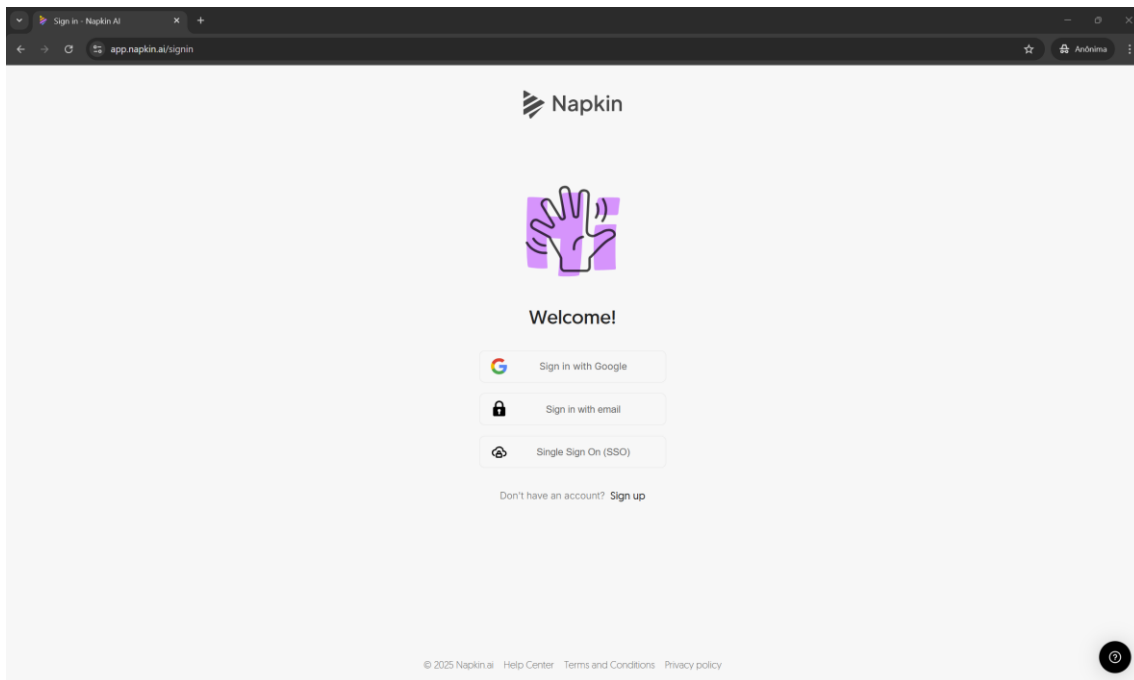 Sign in - Napkin AI
app.napkin.ai/signin
Anônima
Napkin
Welcome!
Sign in with Google
Sign in with email
Single Sign On (SSO)
Don't have an account? Sign up
© 2025 Napkin.ai Help Center Terms and Conditions Privacy policy